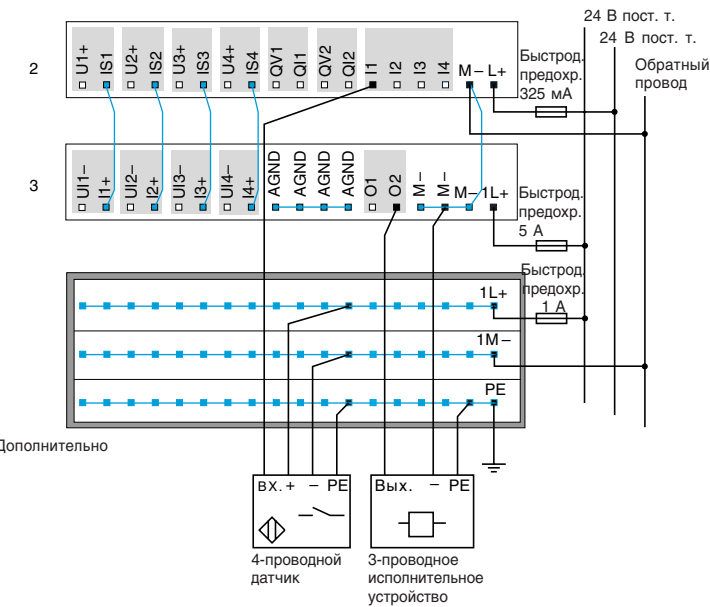 24 В пост. т.
24 В пост. т.
Обратный
провод
2
U1+ IS1 U2+ IS2 U3+ IS3 U4+ IS4 QV1 QI1 QV2 QI2 I1 I2 I3 I4 M– L+
Быстрод.
предохр.
325 мА
3
UI1– I1+ UI2– I2+ UI3– I3+ UI4– I4+ AGND AGND AGND AGND O1 O2 M– M– M– 1L+
Быстрод.
предохр.
5 А
Быстрод.
предохр.
1 А
1L+
1M–
PE
Дополнительно
вх. + – PE
Вых. – PE
4-проводной
датчик
3-проводное
исполнительное
устройство